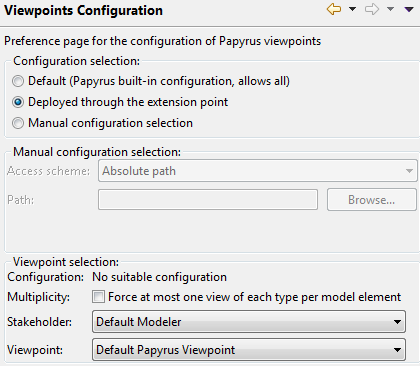 Viewpoints Configuration
Preference page for the configuration of Papyrus viewpoints
Configuration selection:
Default (Papyrus built-in configuration, allows all)
Deployed through the extension point
Manual configuration selection
Manual configuration selection:
Access scheme: Absolute path
Path: Browse...
Viewpoint selection:
Configuration: No suitable configuration
Multiplicity: Force at most one view of each type per model element
Stakeholder: Default Modeler
Viewpoint: Default Papyrus Viewpoint